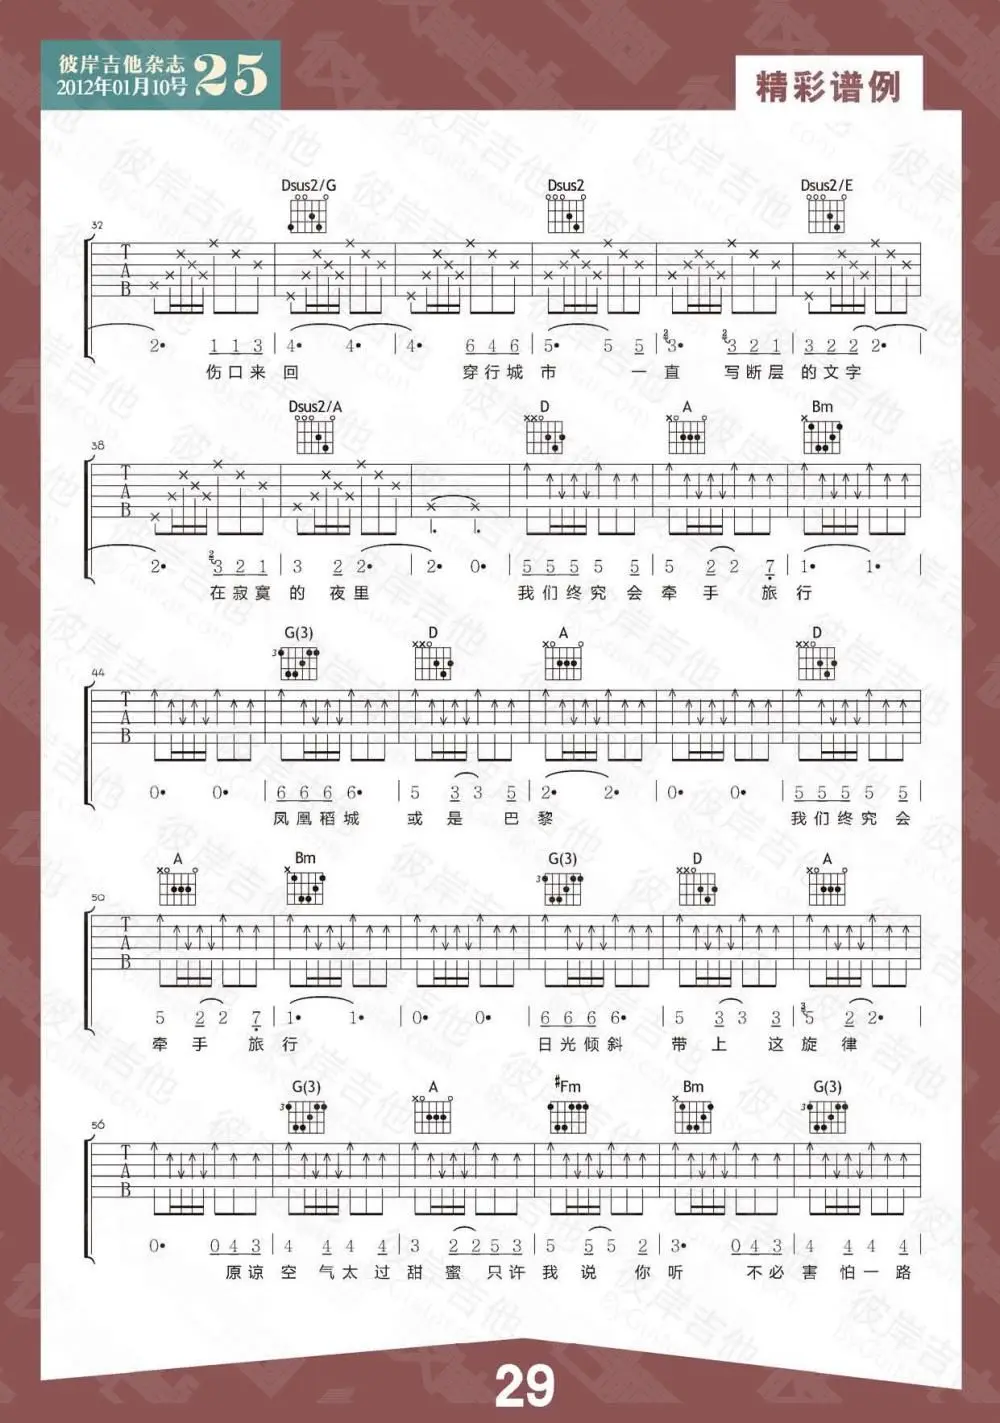 彼岸吉他杂志
2012年01月10号 25
精彩谱例
Dsus2/G Dsus2 Dsus2/E
32
T
A
B
2· 1 1 3 | 4· 4· | 4· 6 4 6 | 5· 5 5 | 3· 3 2 1 | 3 2 2 2·
伤口来回 穿行城市 一直 写断层的文字
Dsus2/A D A Bm
38
T
A
B
2· 3 2 1 | 3 2 2· | 2· 0· | 5 5 5 5 5 | 5 2 2 7 | 1· 1·
在寂寞的夜里 我们终究会牵手旅行
G(3) D A D
44
T
A
B
0· 0· | 6 6 6 6· | 5 3 3 5 | 2· 2· | 0· 0· | 5 5 5 5 5
凤凰稻城 或是巴黎 我们终究会
A Bm G(3) D A
50
T
A
B
5 2 2 7 | 1· 1· | 0· 0· | 6 6 6 6· | 5 3 3 3 | 5 2 2·
牵手旅行 日光倾斜 带上这旋律
G(3) A #Fm Bm G(3)
56
T
A
B
0· 0 4 3 | 4 4 4 4 | 3 2 2 5 3 | 5 5 5 2 | 3· 0 4 3 | 4 4 4 4
原谅空气太过甜蜜只许我说你听 不必害怕一路
29